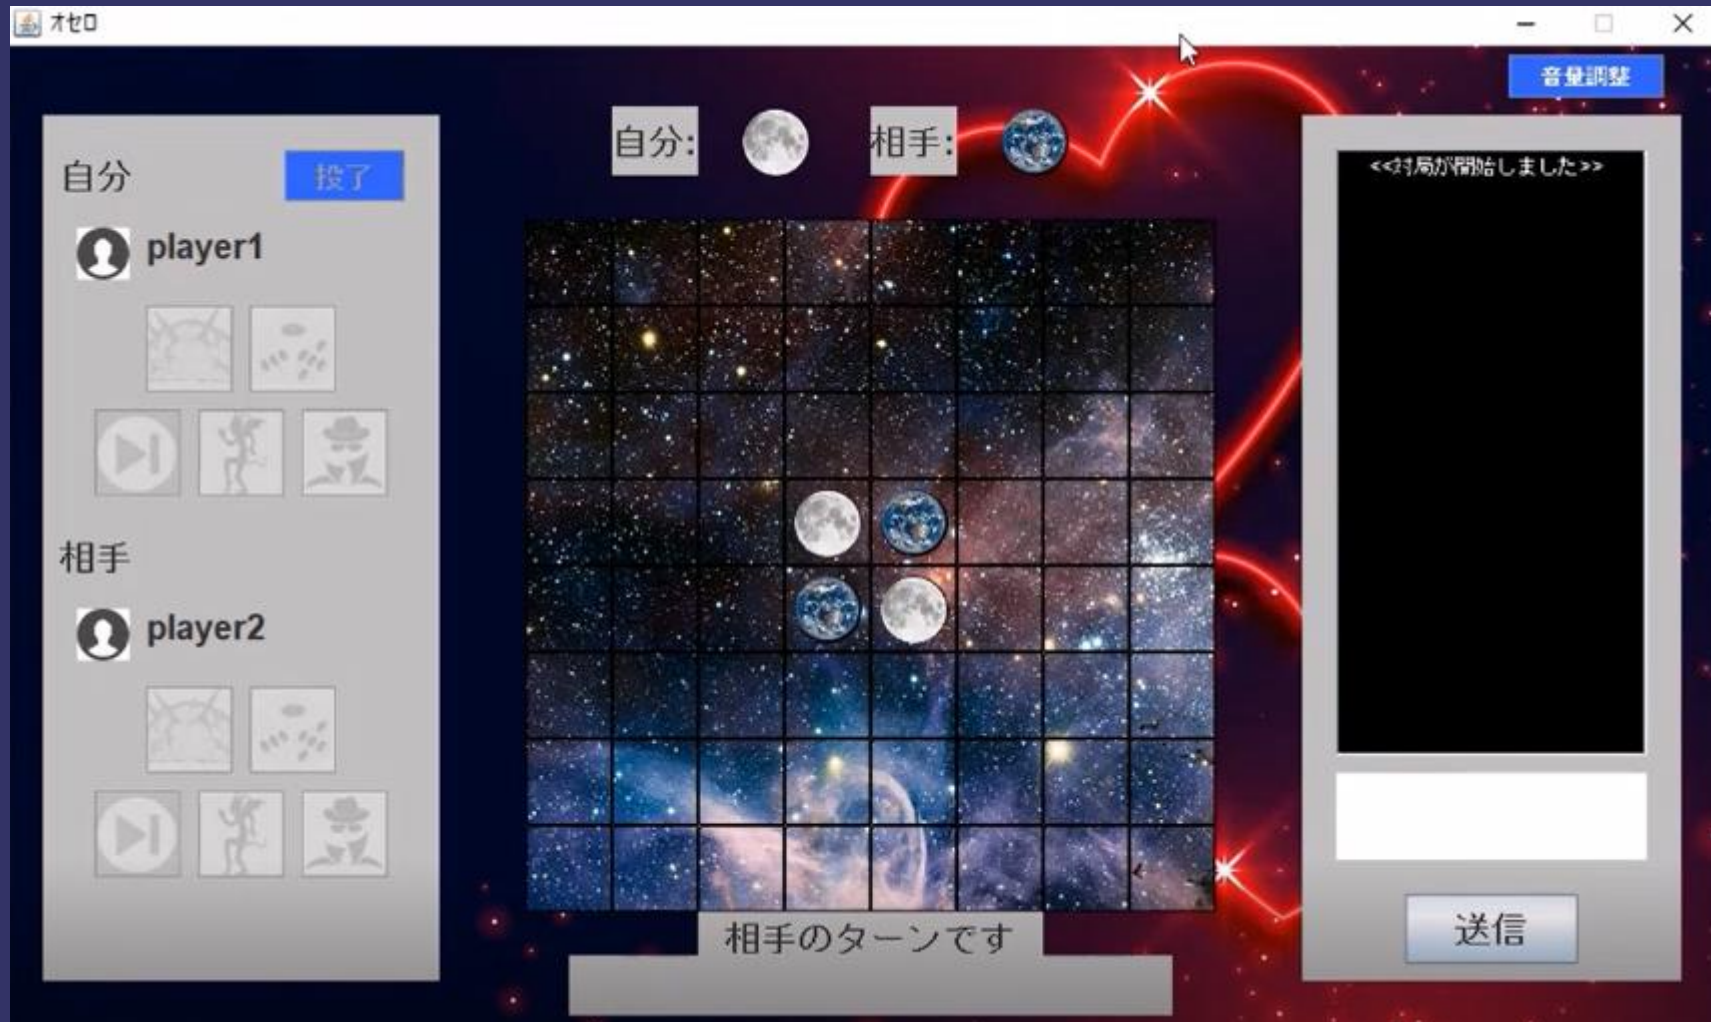 オセロ
音量調整
自分:
相手:
自分
投了
player1
相手
player2
<<対局が開始しました>>
送信
相手のターンです